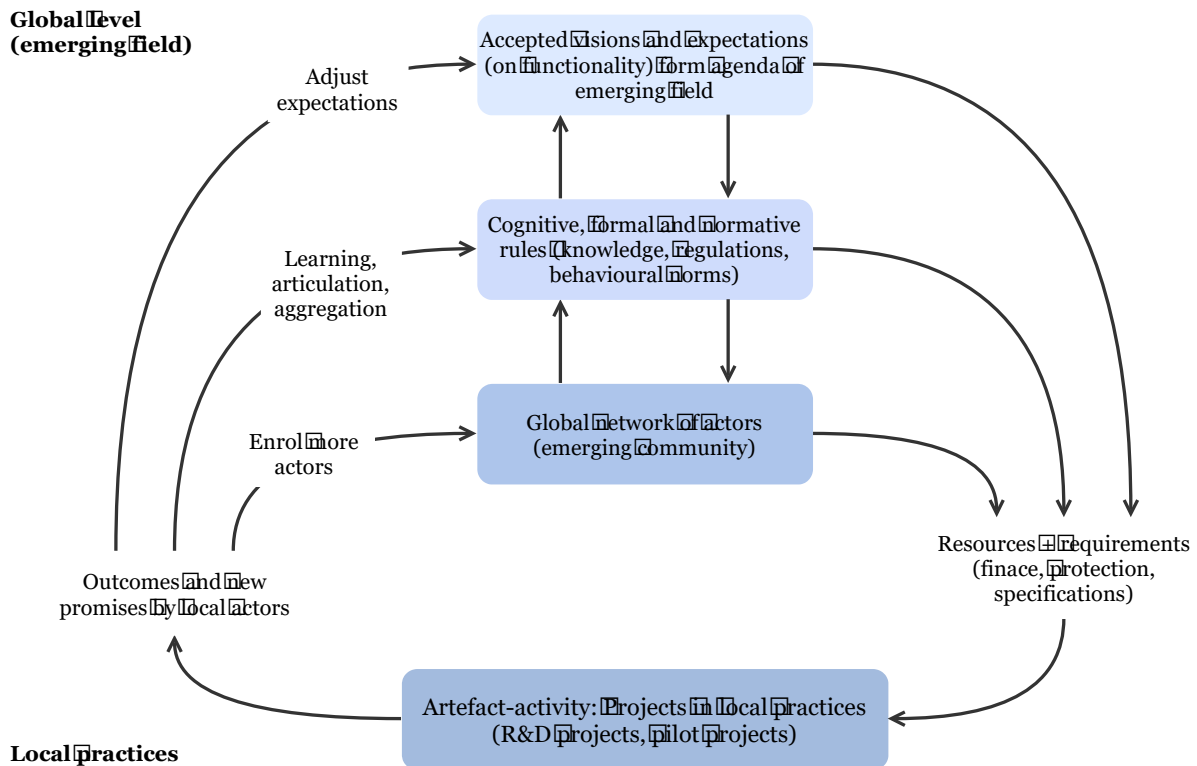 Global level
(emerging field)
Accepted visions and expectations
(on functionality) form agenda of
emerging field
Adjust
expectations
Cognitive, formal and normative
rules (knowledge, regulations,
behavioural norms)
Learning,
articulation,
aggregation
Global network of actors
(emerging community)
Enrol more
actors
Resources + requirements
(finace, protection,
specifications)
Outcomes and new
promises by local actors
Artefact-activity: Projects in local practices
(R&D projects, pilot projects)
Local practices